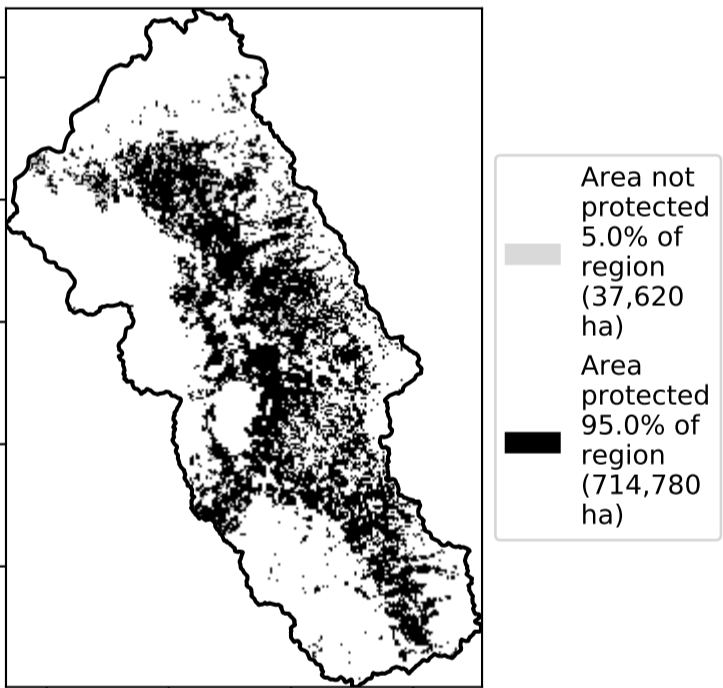 Area not
protected
5.0% of
region
(37,620
ha)
Area
protected
95.0% of
region
(714,780
ha)